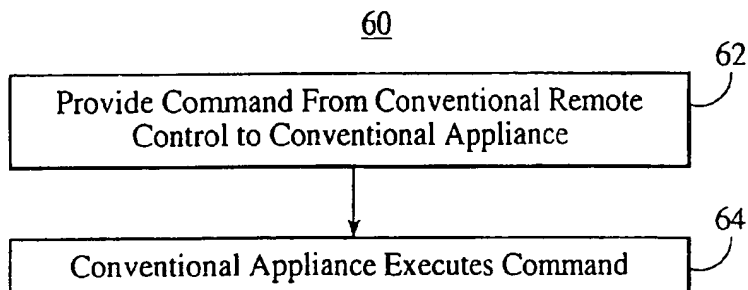 60
62
Provide Command From Conventional Remote
Control to Conventional Appliance
64
Conventional Appliance Executes Command